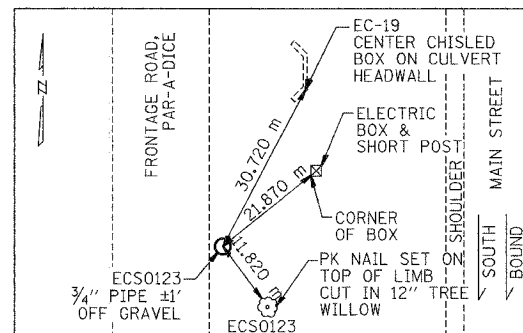 EC-19
CENTER CHISLED
BOX ON CULVERT
HEADWALL
FRONTAGE ROAD,
PAR-A-DICE
ELECTRIC
BOX &
SHORT POST
30.720 m
21.870 m
SHOULDER
MAIN STREET
CORNER
OF BOX
SOUTH
BOUND
11.820 m
ECS0123
3/4" PIPE ±1'
OFF GRAVEL
PK NAIL SET ON
TOP OF LIMB
CUT IN 12" TREE
WILLOW
ECS0123